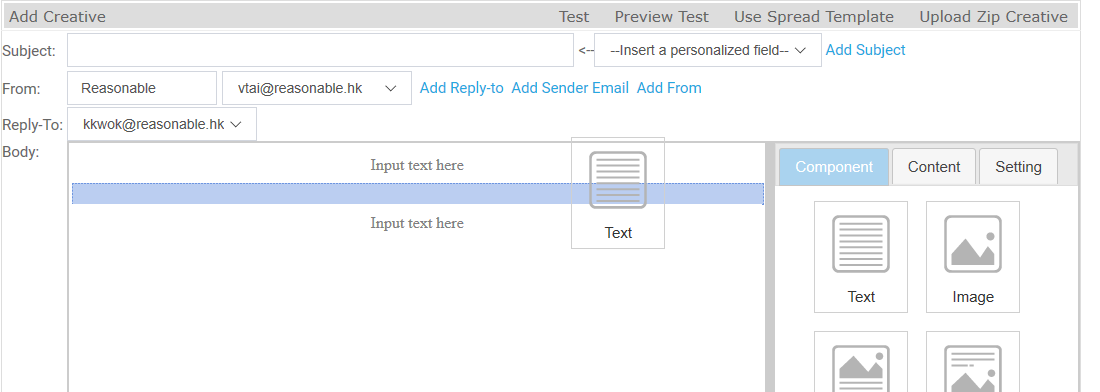 Add Creative Test Preview Test Use Spread Template Upload Zip Creative
Subject: <-- --Insert a personalized field-- Add Subject
From: Reasonable vtai@reasonable.hk Add Reply-to Add Sender Email Add From
Reply-To: kkwok@reasonable.hk
Body:
Input text here
Input text here
Text
Component Content Setting
Text Image